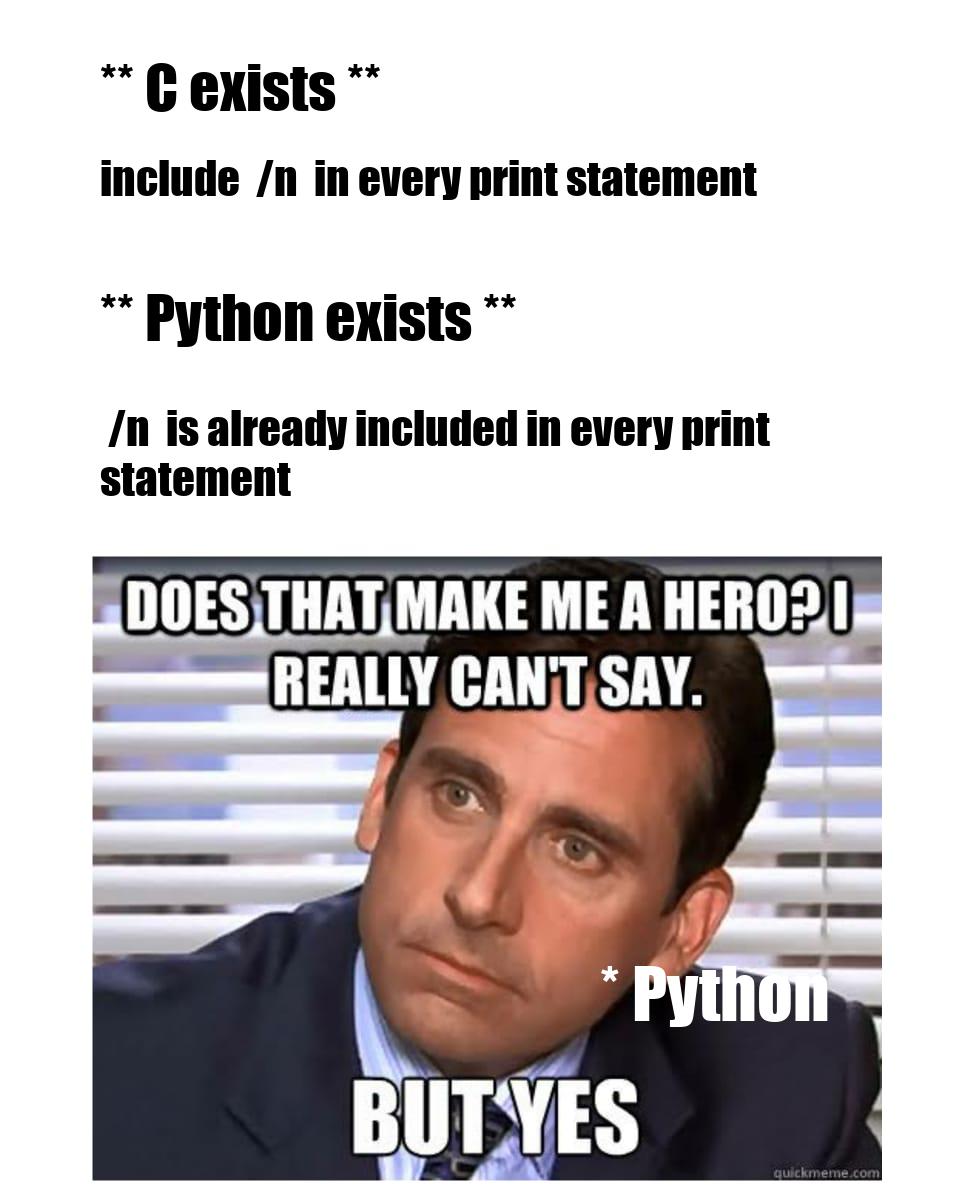 ** C exists **
include /n in every print statement
** Python exists **
/n is already included in every print
statement
DOES THAT MAKE ME A HERO? I
REALLY CAN'T SAY.
* Python
BUT YES
quickmeme.com